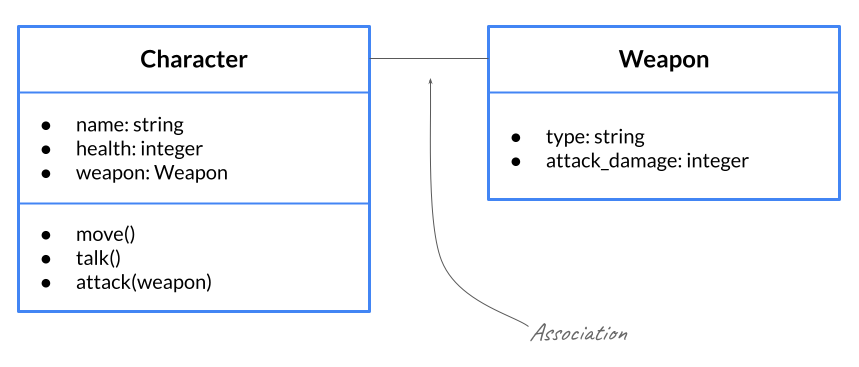 Character
● name: string
● health: integer
● weapon: Weapon
● move()
● talk()
● attack(weapon)
Weapon
● type: string
● attack_damage: integer
Association